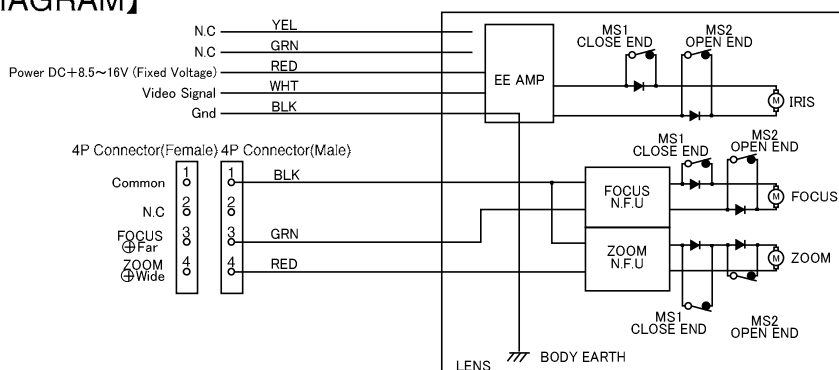 IAGRAM】
N.C YEL
N.C GRN
Power DC+8.5～16V (Fixed Voltage) RED
Video Signal WHT
Gnd BLK
EE AMP
MS1
CLOSE END
MS2
OPEN END
M IRIS
4P Connector(Female) 4P Connector(Male)
Common 1 1 BLK
N.C 2 2
FOCUS
⊕Far 3 3 GRN
ZOOM
⊕Wide 4 4 RED
FOCUS
N.F.U
MS1
CLOSE END
MS2
OPEN END
M FOCUS
ZOOM
N.F.U
M ZOOM
MS1
CLOSE END
MS2
OPEN END
LENS
BODY EARTH